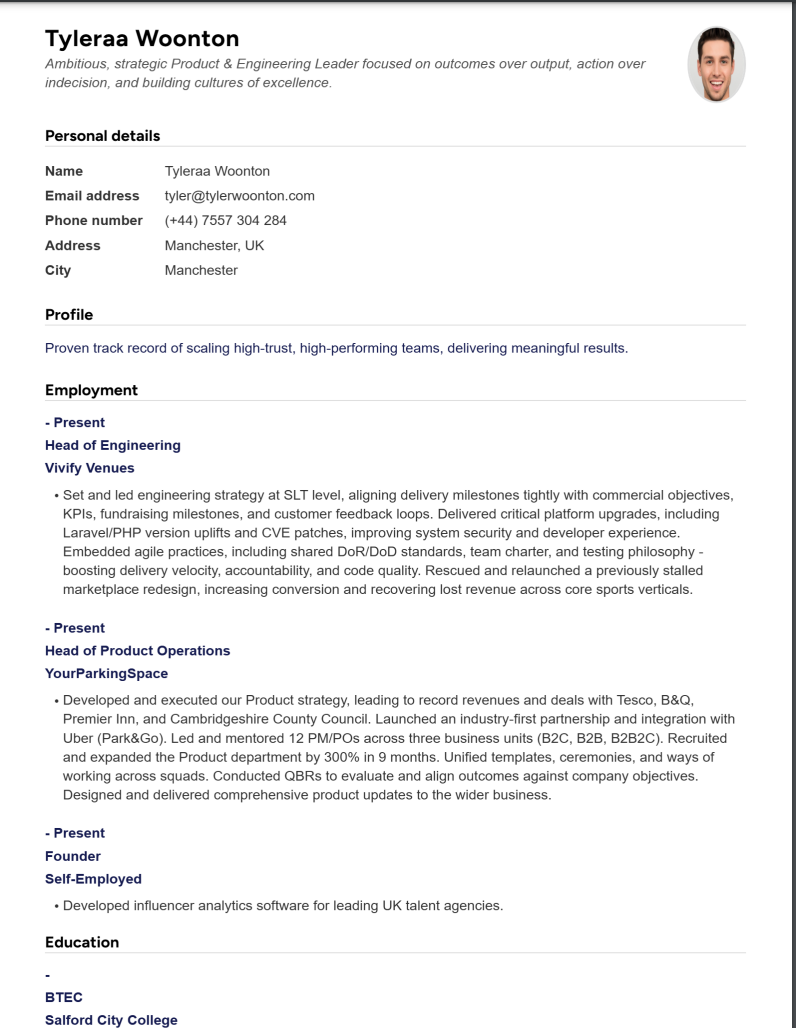 Tyleraa Woonton
Ambitious, strategic Product & Engineering Leader focused on outcomes over output, action over
indecision, and building cultures of excellence.
Personal details
Name Tyleraa Woonton
Email address tyler@tylerwoonton.com
Phone number (+44) 7557 304 284
Address Manchester, UK
City Manchester
Profile
Proven track record of scaling high-trust, high-performing teams, delivering meaningful results.
Employment
- Present
Head of Engineering
Vivify Venues
• Set and led engineering strategy at SLT level, aligning delivery milestones tightly with commercial objectives,
KPIs, fundraising milestones, and customer feedback loops. Delivered critical platform upgrades, including
Laravel/PHP version uplifts and CVE patches, improving system security and developer experience.
Embedded agile practices, including shared DoR/DoD standards, team charter, and testing philosophy -
boosting delivery velocity, accountability, and code quality. Rescued and relaunched a previously stalled
marketplace redesign, increasing conversion and recovering lost revenue across core sports verticals.
- Present
Head of Product Operations
YourParkingSpace
• Developed and executed our Product strategy, leading to record revenues and deals with Tesco, B&Q,
Premier Inn, and Cambridgeshire County Council. Launched an industry-first partnership and integration with
Uber (Park&Go). Led and mentored 12 PM/POs across three business units (B2C, B2B, B2B2C). Recruited
and expanded the Product department by 300% in 9 months. Unified templates, ceremonies, and ways of
working across squads. Conducted QBRs to evaluate and align outcomes against company objectives.
Designed and delivered comprehensive product updates to the wider business.
- Present
Founder
Self-Employed
• Developed influencer analytics software for leading UK talent agencies.
Education
-
BTEC
Salford City College